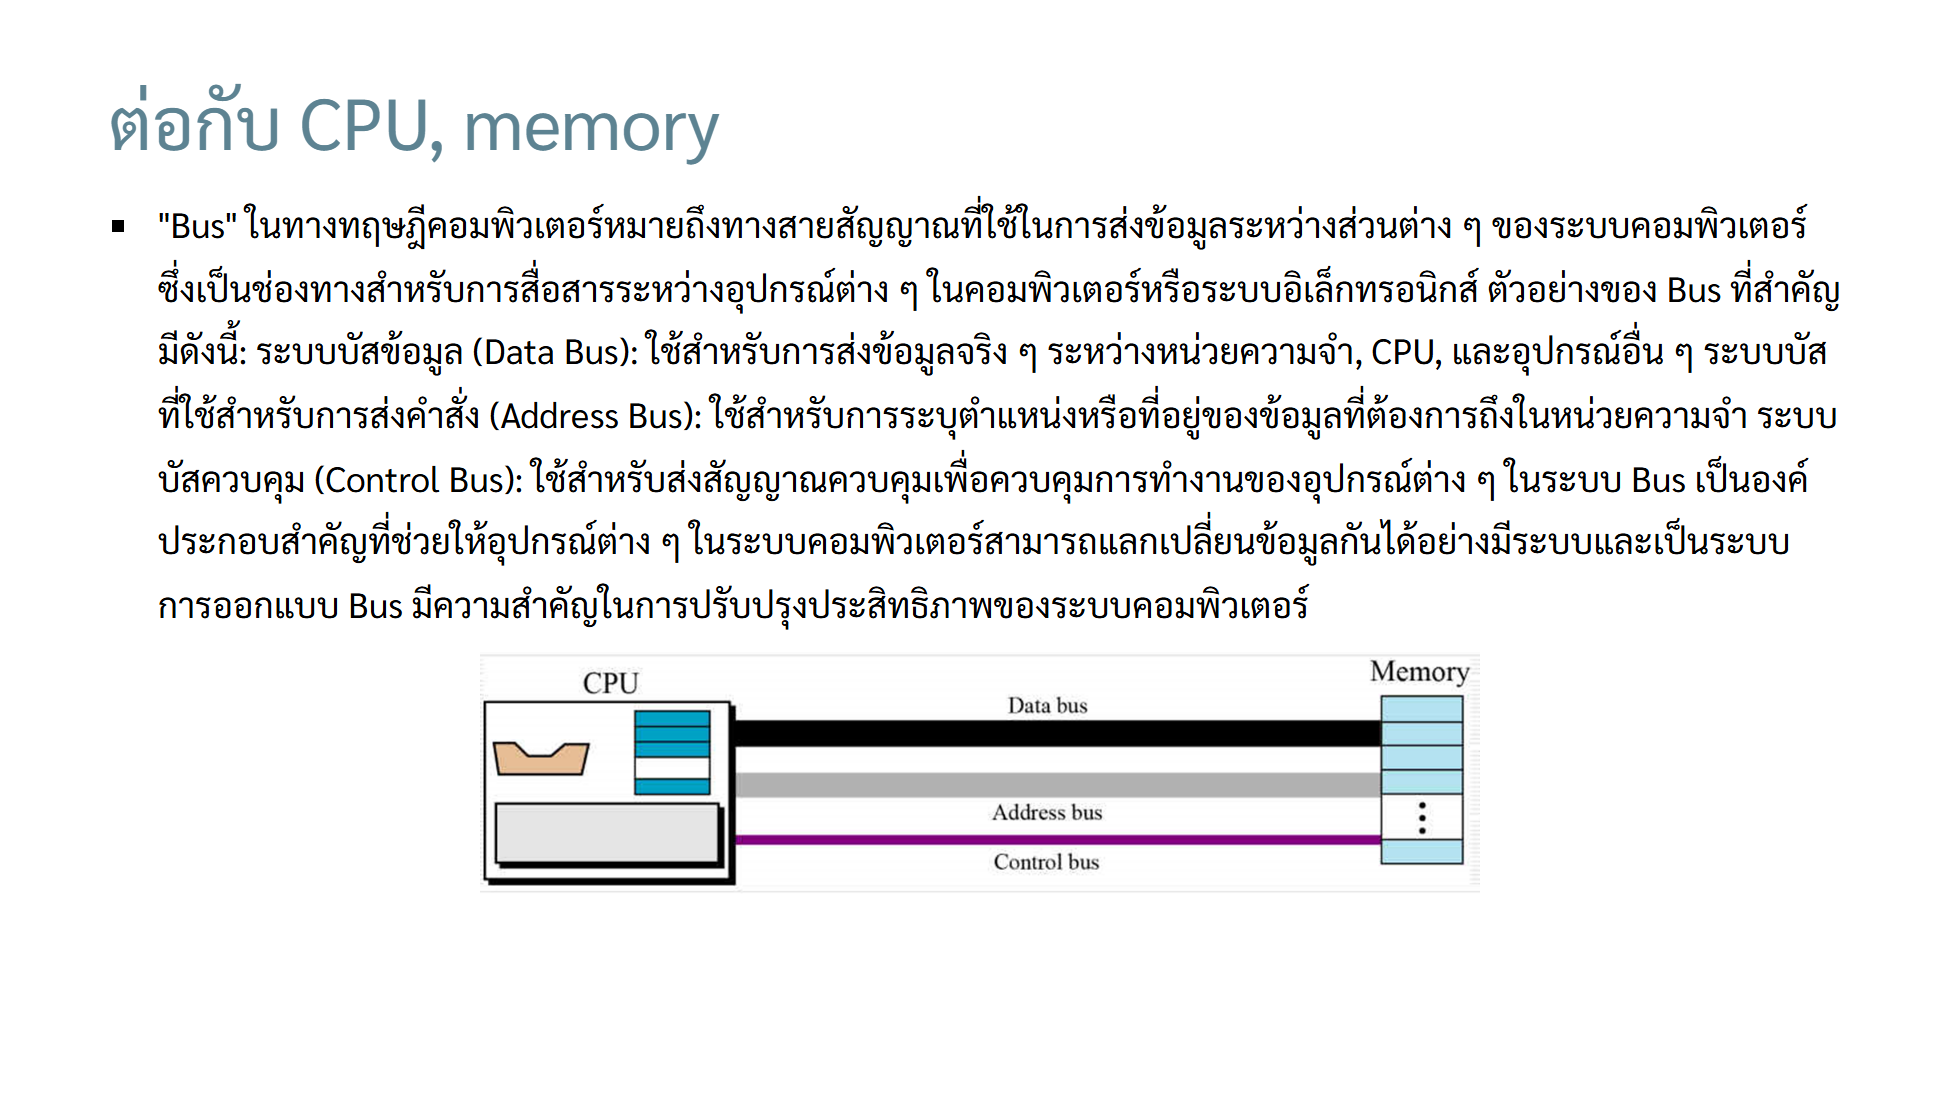 ต่อกับ CPU, memory
▪ "Bus" ในทางทฤษฎีคอมพิวเตอร์หมายถึงทางสายสัญญาณที่ใช้ในการส่งข้อมูลระหว่างส่วนต่าง ๆ ของระบบคอมพิวเตอร์
ซึ่งเป็นช่องทางสำหรับการสื่อสารระหว่างอุปกรณ์ต่าง ๆ ในคอมพิวเตอร์หรือระบบอิเล็กทรอนิกส์ ตัวอย่างของ Bus ที่สำคัญ
มีดังนี้: ระบบบัสข้อมูล (Data Bus): ใช้สำหรับการส่งข้อมูลจริง ๆ ระหว่างหน่วยความจำ, CPU, และอุปกรณ์อื่น ๆ ระบบบัส
ที่ใช้สำหรับการส่งคำสั่ง (Address Bus): ใช้สำหรับการระบุตำแหน่งหรือที่อยู่ของข้อมูลที่ต้องการถึงในหน่วยความจำ ระบบ
บัสควบคุม (Control Bus): ใช้สำหรับส่งสัญญาณควบคุมเพื่อควบคุมการทำงานของอุปกรณ์ต่าง ๆ ในระบบ Bus เป็นองค์
ประกอบสำคัญที่ช่วยให้อุปกรณ์ต่าง ๆ ในระบบคอมพิวเตอร์สามารถแลกเปลี่ยนข้อมูลกันได้อย่างมีระบบและเป็นระบบ
การออกแบบ Bus มีความสำคัญในการปรับปรุงประสิทธิภาพของระบบคอมพิวเตอร์
CPU
Memory
Data bus
Address bus
Control bus